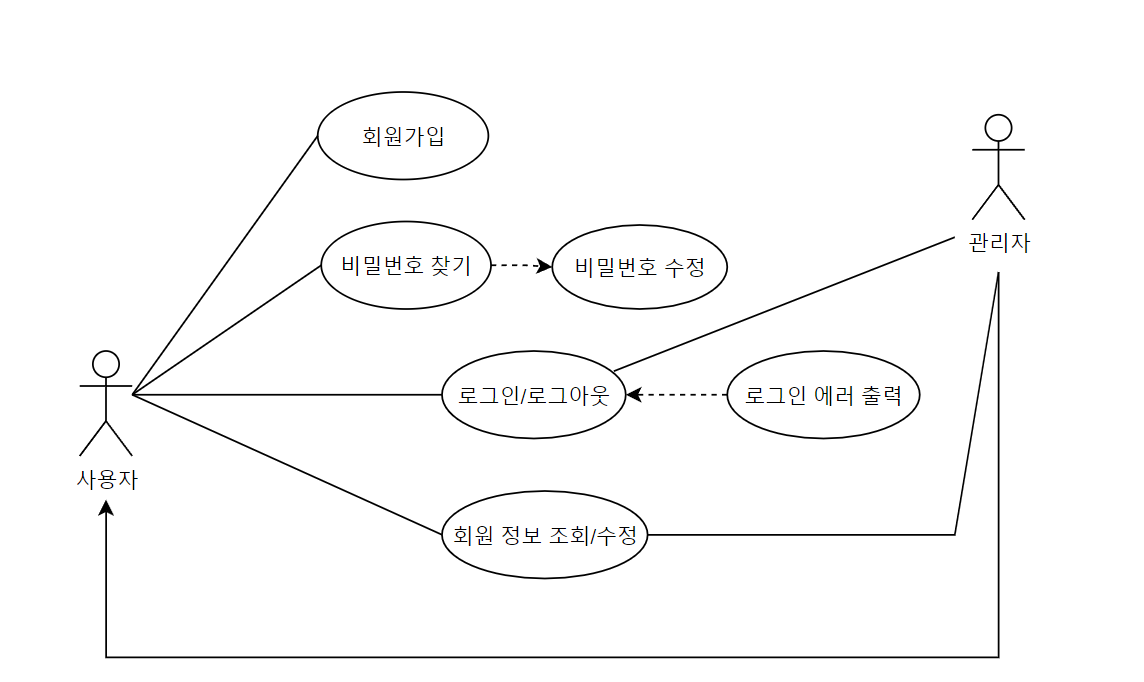 회원가입
관리자
비밀번호 찾기
비밀번호 수정
로그인/로그아웃
로그인 에러 출력
사용자
회원 정보 조회/수정